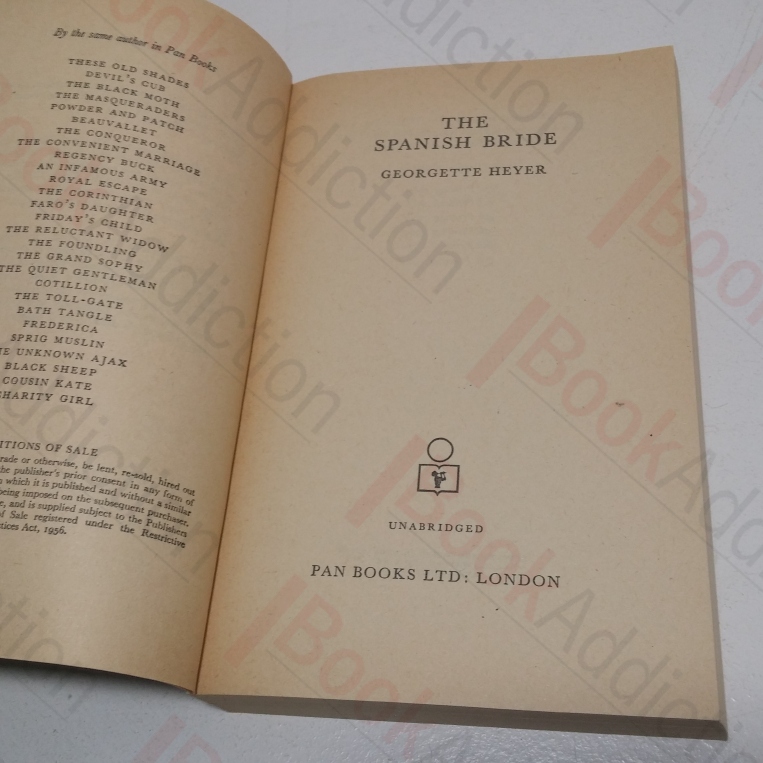 By the same author in Pan Books
THESE OLD SHADES
DEVIL'S CUB
THE BLACK MOTH
THE MASQUERADERS
POWDER AND PATCH
BEAUVALLET
THE CONQUEROR
THE CONVENIENT MARRIAGE
REGENCY BUCK
AN INFAMOUS ARMY
ROYAL ESCAPE
THE CORINTHIAN
FARO'S DAUGHTER
FRIDAY'S CHILD
THE RELUCTANT WIDOW
THE FOUNDLING
THE GRAND SOPHY
THE QUIET GENTLEMAN
COTILLION
THE TOLL-GATE
BATH TANGLE
FREDERICA
SPRIG MUSLIN
UNKNOWN AJAX
BLACK SHEEP
COUSIN KATE
CHARITY GIRL
OF SALE
or otherwise, be lent, re-sold, hired out
the publisher's prior consent in any form of
which it is published and without a similar
being imposed on the subsequent purchaser.
and is supplied subject to the Publishers
of Sale registered under the Restrictive
Act, 1956.
THE
SPANISH BRIDE
GEORGETTE HEYER
UNABRIDGED
PAN BOOKS LTD: LONDON
BookAddiction